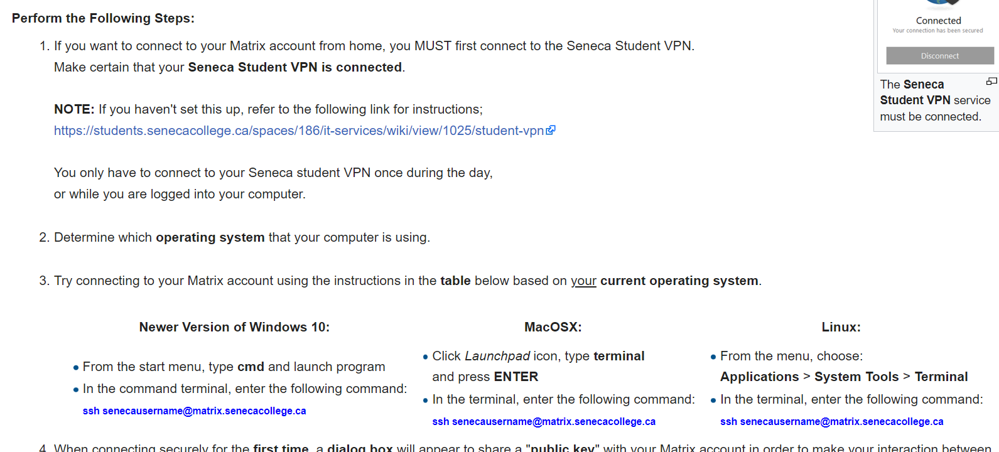 Perform the Following Steps:
1. If you want to connect to your Matrix account from home, you MUST first connect to the Seneca Student VPN.
Make certain that your Seneca Student VPN is connected.
NOTE: If you haven't set this up, refer to the following link for instructions;
https://students.senecacollege.ca/spaces/186/it-services/wiki/view/1025/student-vpn
You only have to connect to your Seneca student VPN once during the day,
or while you are logged into your computer.
Connected
Your connection has been secured
Disconnect
The Seneca
Student VPN service
must be connected.
2. Determine which operating system that your computer is using.
3. Try connecting to your Matrix account using the instructions in the table below based on your current operating system.
Newer Version of Windows 10:
• From the start menu, type cmd and launch program
• In the command terminal, enter the following command:
ssh senecausername@matrix.senecacollege.ca
MacOSX:
• Click Launchpad icon, type terminal
and press ENTER
• In the terminal, enter the following command:
ssh senecausername@matrix.senecacollege.ca
Linux:
• From the menu, choose:
Applications > System Tools > Terminal
• In the terminal, enter the following command:
ssh senecausername@matrix.senecacollege.ca
4. When connecting securely for the first time, a dialog box will appear to share a "public key" with your Matrix account in order to make your interaction between